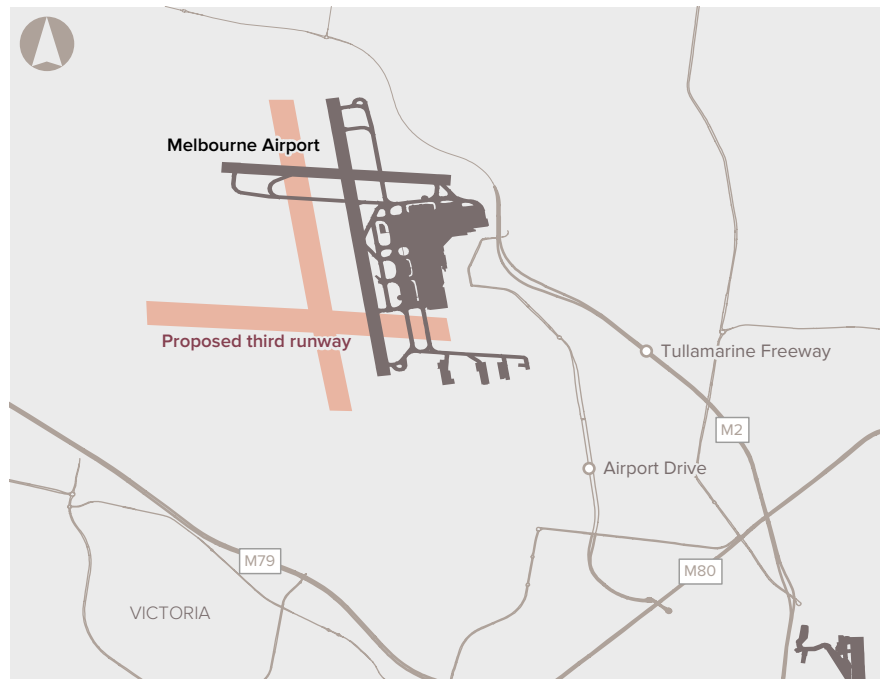 Melbourne Airport
Proposed third runway
Tullamarine Freeway
M2
Airport Drive
M79
M80
VICTORIA